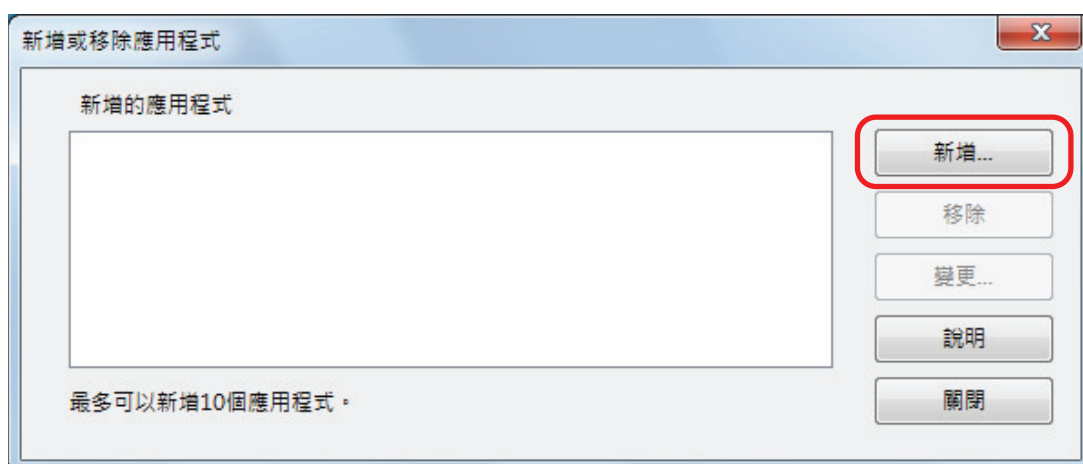 新增或移除應用程式
新增的應用程式
新增...
移除
變更...
說明
關閉
最多可以新增10個應用程式。